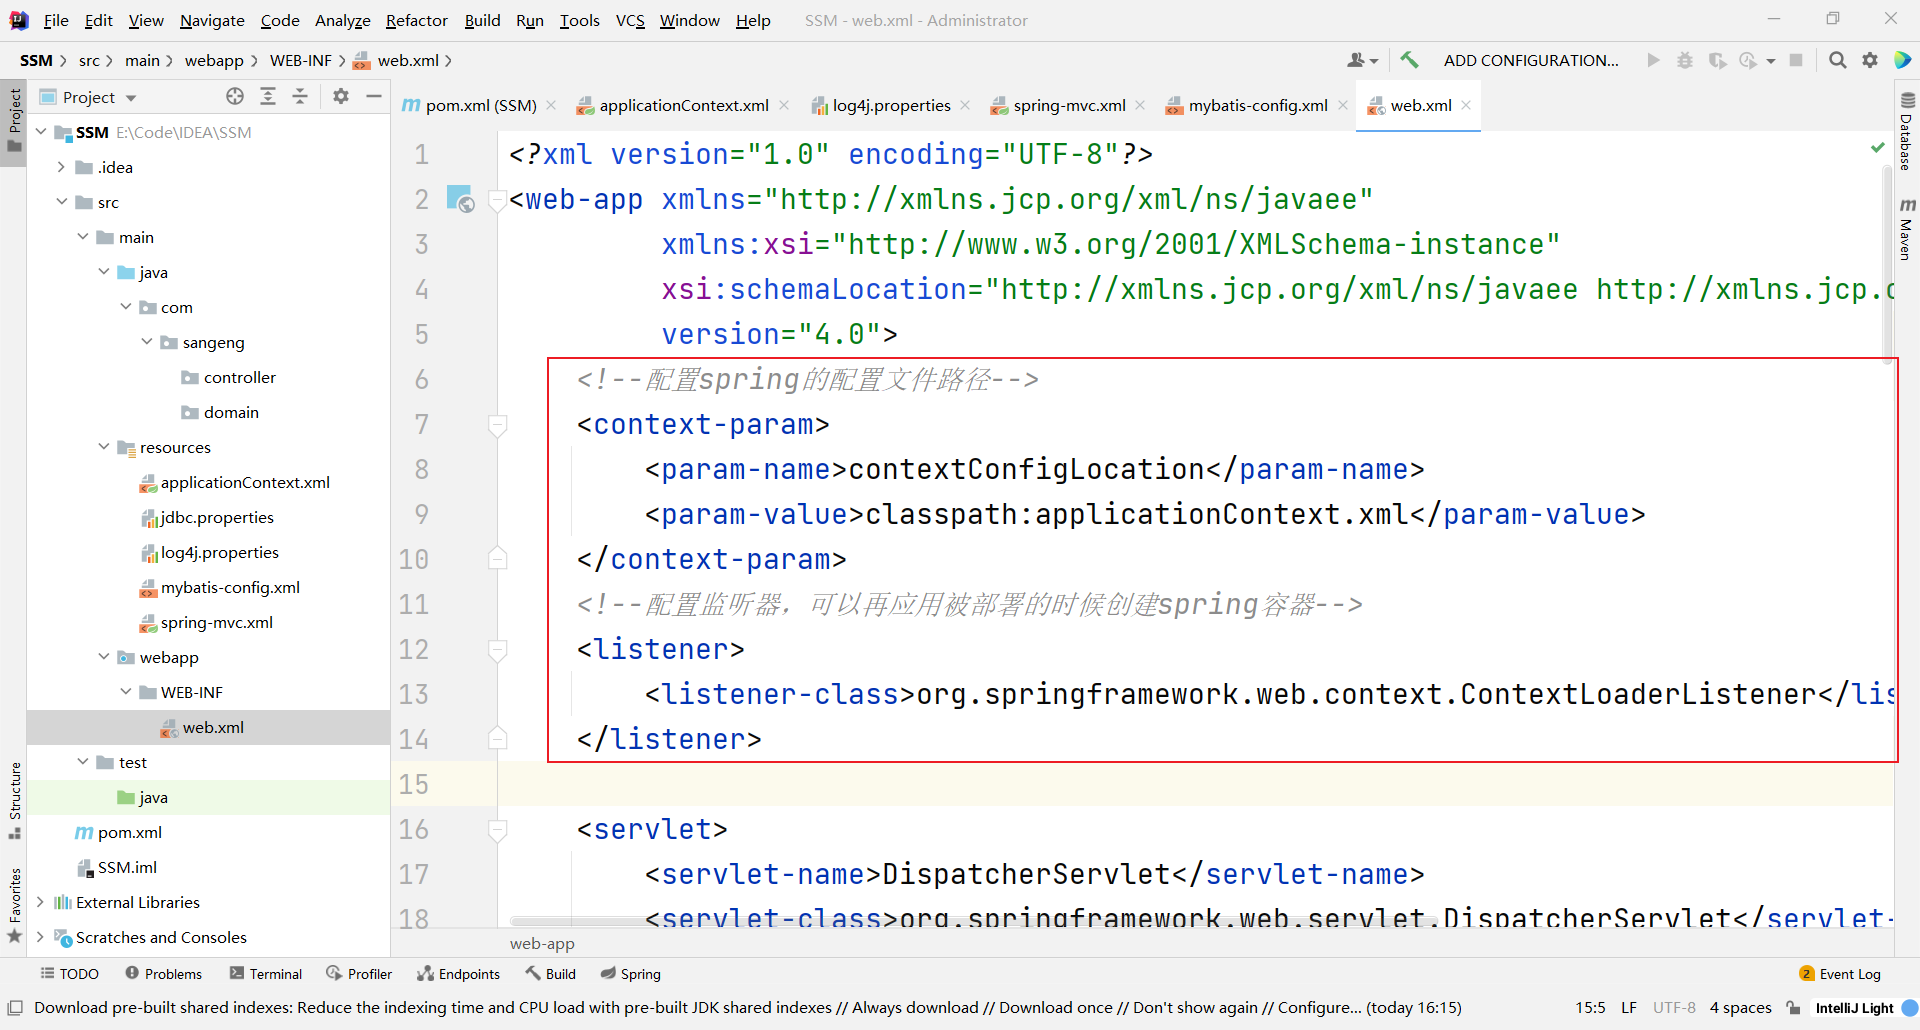 File Edit View Navigate Code Analyze Refactor Build Run Tools VCS Window Help SSM - web.xml - Administrator
SSM src main webapp WEB-INF web.xml ADD CONFIGURATION...
Project
pom.xml (SSM) applicationContext.xml log4j.properties spring-mvc.xml mybatis-config.xml web.xml
Project
Structure
Favorites
SSM E:\Code\IDEA\SSM
.idea
src
main
java
com
sangeng
controller
domain
resources
applicationContext.xml
jdbc.properties
log4j.properties
mybatis-config.xml
spring-mvc.xml
webapp
WEB-INF
web.xml
test
java
pom.xml
SSM.iml
External Libraries
Scratches and Consoles
1 <?xml version="1.0" encoding="UTF-8"?>
2 <web-app xmlns="http://xmlns.jcp.org/xml/ns/javaee"
3 xmlns:xsi="http://www.w3.org/2001/XMLSchema-instance"
4 xsi:schemaLocation="http://xmlns.jcp.org/xml/ns/javaee http://xmlns.jcp.o
5 version="4.0">
6 <!--配置spring的配置文件路径-->
7 <context-param>
8 <param-name>contextConfigLocation</param-name>
9 <param-value>classpath:applicationContext.xml</param-value>
10 </context-param>
11 <!--配置监听器，可以再应用被部署的时候创建spring容器-->
12 <listener>
13 <listener-class>org.springframework.web.context.ContextLoaderListener</lis
14 </listener>
15
16 <servlet>
17 <servlet-name>DispatcherServlet</servlet-name>
18 <servlet-class>org.springframework.web.servlet.DispatcherServlet</servlet-
web-app
Database
Maven
TODO Problems Terminal Profiler Endpoints Build Spring 2 Event Log
Download pre-built shared indexes: Reduce the indexing time and CPU load with pre-built JDK shared indexes // Always download // Download once // Don't show again // Configure... (today 16:15) 15:5 LF UTF-8 4 spaces IntelliJ Light